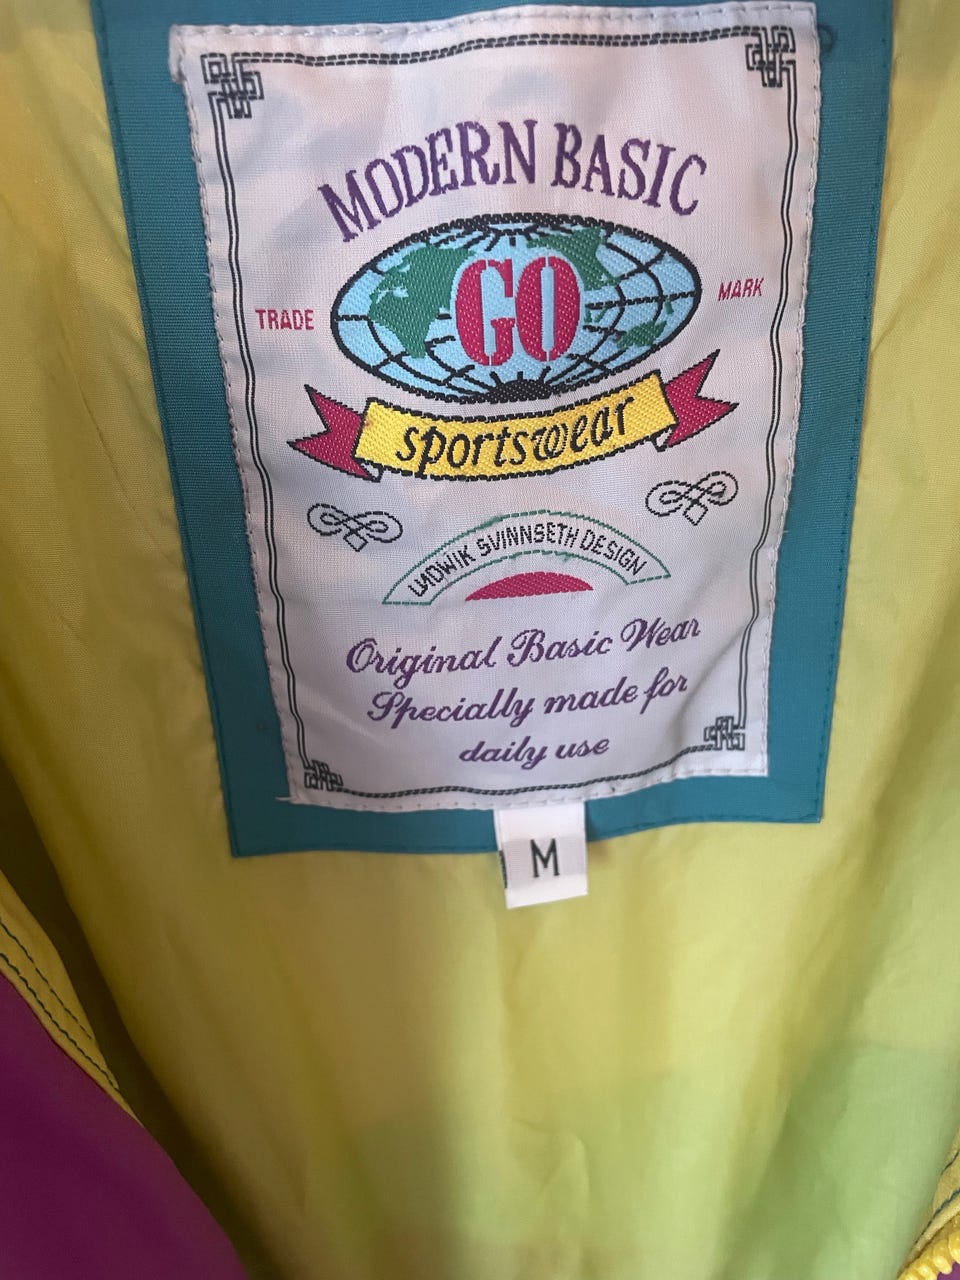 MODERN BASIC
TRADE
GO
MARK
sportswear
LUDWIK SVINNSETH DESIGN
Original Basic Wear
Specially made for
daily use
M